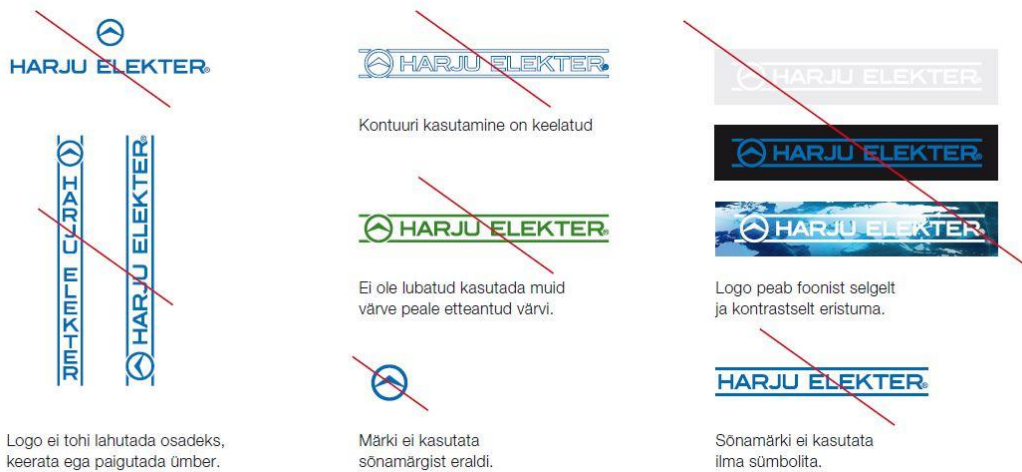 HARJU ELEKTER®
HARJU ELEKTER
HARJU ELEKTER®
Logo ei tohi lahutada osadeks,
keerata ega paigutada ümber.
HARJU ELEKTER®
Kontuuri kasutamine on keelatud
HARJU ELEKTER®
Ei ole lubatud kasutada muid
värve peale etteantud värvi.
Märki ei kasutata
sõnamärgist eraldi.
HARJU ELEKTER®
HARJU ELEKTER®
HARJU ELEKTER®
Logo peab foonist selgelt
ja kontrastselt eristuma.
HARJU ELEKTER®
Sõnamärki ei kasutata
ilma sümbolita.